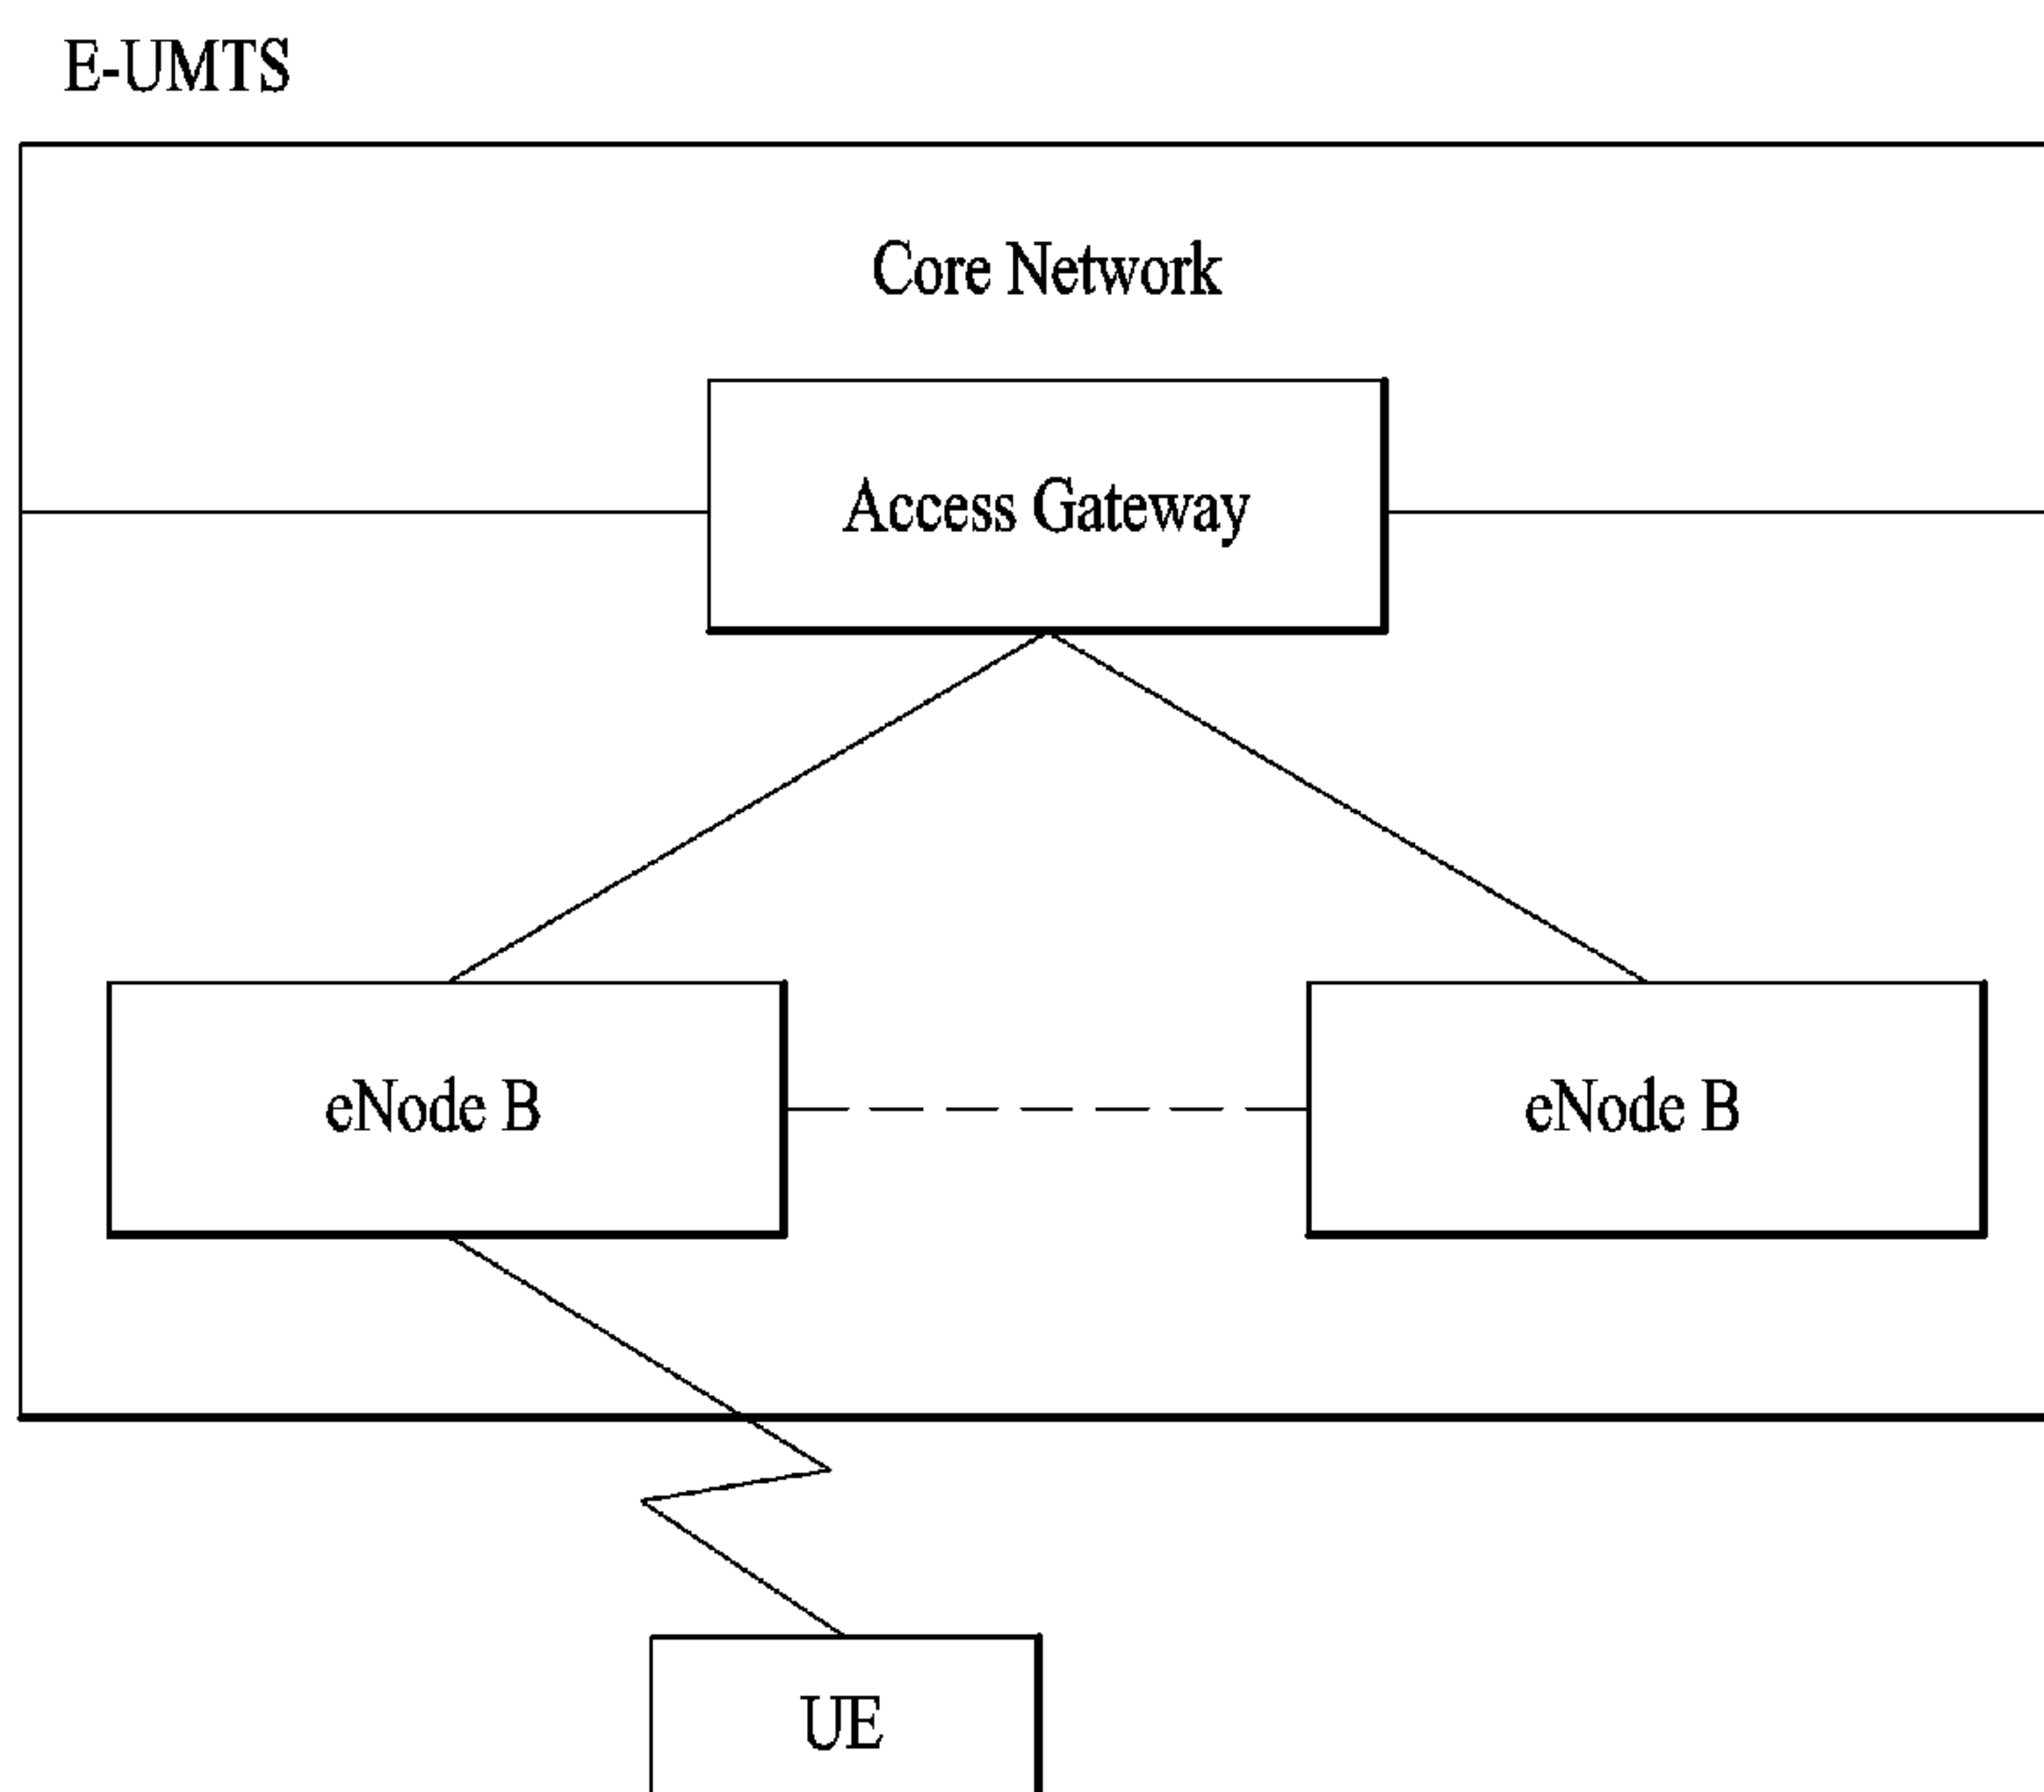 E-UMTS
Core Network
Access Gateway
eNode B
eNode B
UE